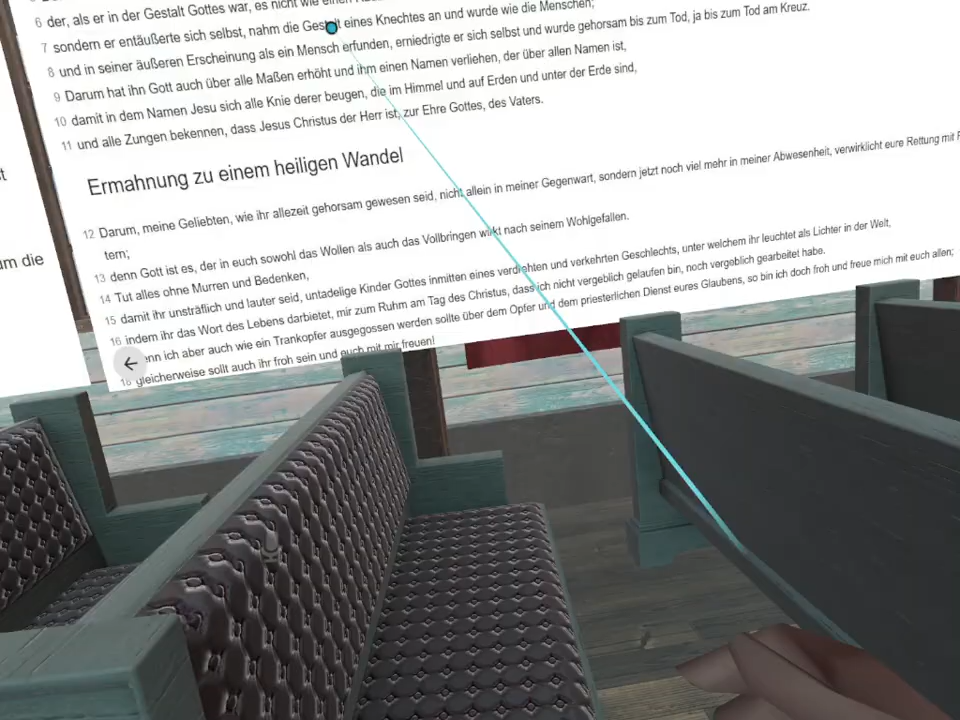 6 der, als er in der Gestalt Gottes war, es nicht wie einen
7 sondern er entäußerte sich selbst, nahm die Gestalt eines Knechtes an und wurde wie die Menschen;
8 und in seiner äußeren Erscheinung als ein Mensch erfunden, erniedrigte er sich selbst und wurde gehorsam bis zum Tod, ja bis zum Tod am Kreuz.
9 Darum hat ihn Gott auch über alle Maßen erhöht und ihm einen Namen verliehen, der über allen Namen ist,
10 damit in dem Namen Jesu sich alle Knie derer beugen, die im Himmel und auf Erden und unter der Erde sind,
11 und alle Zungen bekennen, dass Jesus Christus der Herr ist, zur Ehre Gottes, des Vaters.
Ermahnung zu einem heiligen Wandel
12 Darum, meine Geliebten, wie ihr allezeit gehorsam gewesen seid, nicht allein in meiner Gegenwart, sondern jetzt noch viel mehr in meiner Abwesenheit, verwirklicht eure Rettung mit
tern;
13 denn Gott ist es, der in euch sowohl das Wollen als auch das Vollbringen wirkt nach seinem Wohlgefallen.
14 Tut alles ohne Murren und Bedenken,
15 damit ihr unsträflich und lauter seid, untadelige Kinder Gottes inmitten eines verdrehten und verkehrten Geschlechts, unter welchem ihr leuchtet als Lichter in der Welt,
16 indem ihr das Wort des Lebens darbietet, mir zum Ruhm am Tag des Christus, dass ich nicht vergeblich gelaufen bin, noch vergeblich gearbeitet habe.
wenn ich aber auch wie ein Trankopfer ausgegossen werden sollte über dem Opfer und dem priesterlichen Dienst eures Glaubens, so bin ich doch froh und freue mich mit euch allen;
18 gleicherweise sollt auch ihr froh sein und euch mit mir freuen!
um die